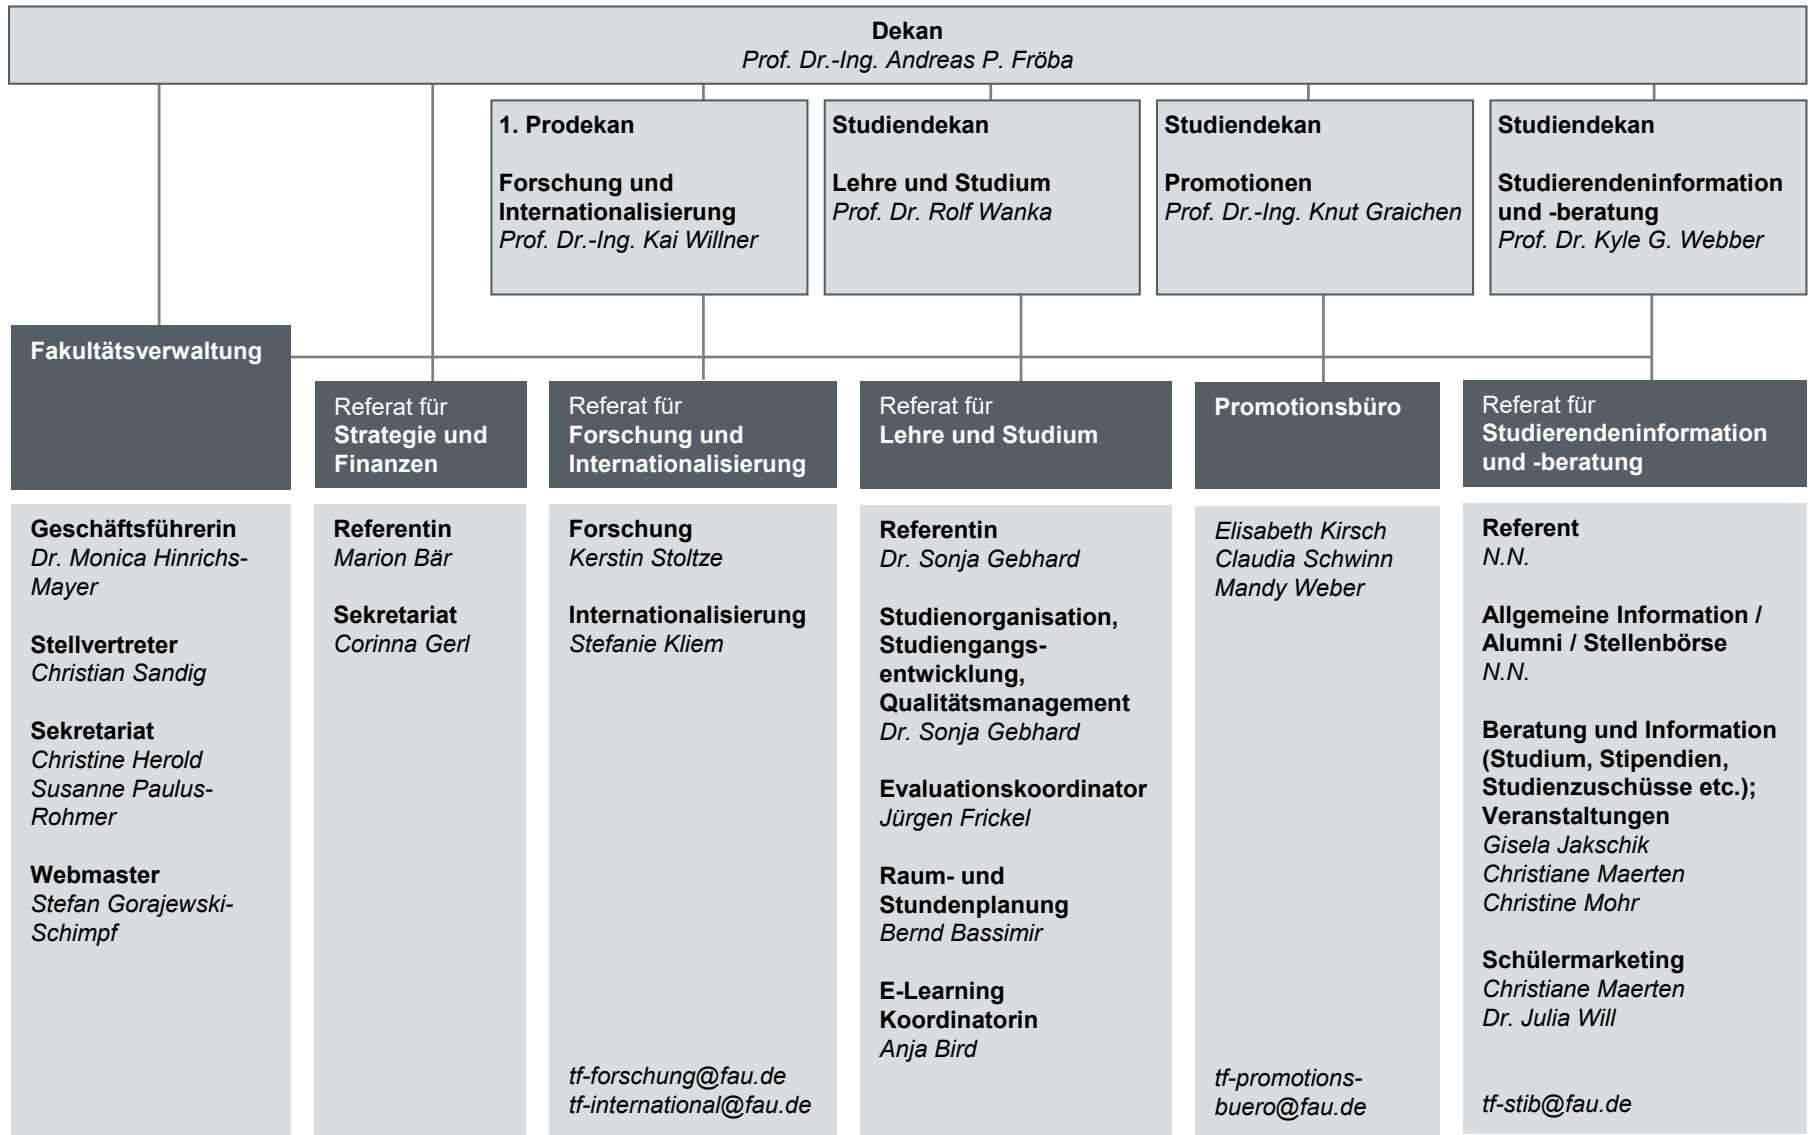 Dekan
Prof. Dr.-Ing. Andreas P. Fröba
1. Prodekan
Forschung und
Internationalisierung
Prof. Dr.-Ing. Kai Willner
Studiendekan
Lehre und Studium
Prof. Dr. Rolf Wanka
Studiendekan
Promotionen
Prof. Dr.-Ing. Knut Graichen
Studiendekan
Studierendeninformation
und -beratung
Prof. Dr. Kyle G. Webber
Fakultätsverwaltung
Geschäftsführerin
Dr. Monica Hinrichs-
Mayer
Stellvertreter
Christian Sandig
Sekretariat
Christine Herold
Susanne Paulus-
Rohmer
Webmaster
Stefan Gorajewski-
Schimpf
Referat für
Strategie und
Finanzen
Referentin
Marion Bär
Sekretariat
Corinna Gerl
Referat für
Forschung und
Internationalisierung
Forschung
Kerstin Stoltze
Internationalisierung
Stefanie Kliem
tf-forschung@fau.de
tf-international@fau.de
Referat für
Lehre und Studium
Referentin
Dr. Sonja Gebhard
Studienorganisation,
Studiengangs-
entwicklung,
Qualitätsmanagement
Dr. Sonja Gebhard
Evaluationskoordinator
Jürgen Frickel
Raum- und
Stundenplanung
Bernd Bassimir
E-Learning
Koordinatorin
Anja Bird
Promotionsbüro
Elisabeth Kirsch
Claudia Schwinn
Mandy Weber
tf-promotions-
buero@fau.de
Referat für
Studierendeninformation
und -beratung
Referent
N.N.
Allgemeine Information /
Alumni / Stellenbörse
N.N.
Beratung und Information
(Studium, Stipendien,
Studienzuschüsse etc.);
Veranstaltungen
Gisela Jakschik
Christiane Maerten
Christine Mohr
Schülermarketing
Christiane Maerten
Dr. Julia Will
tf-stib@fau.de